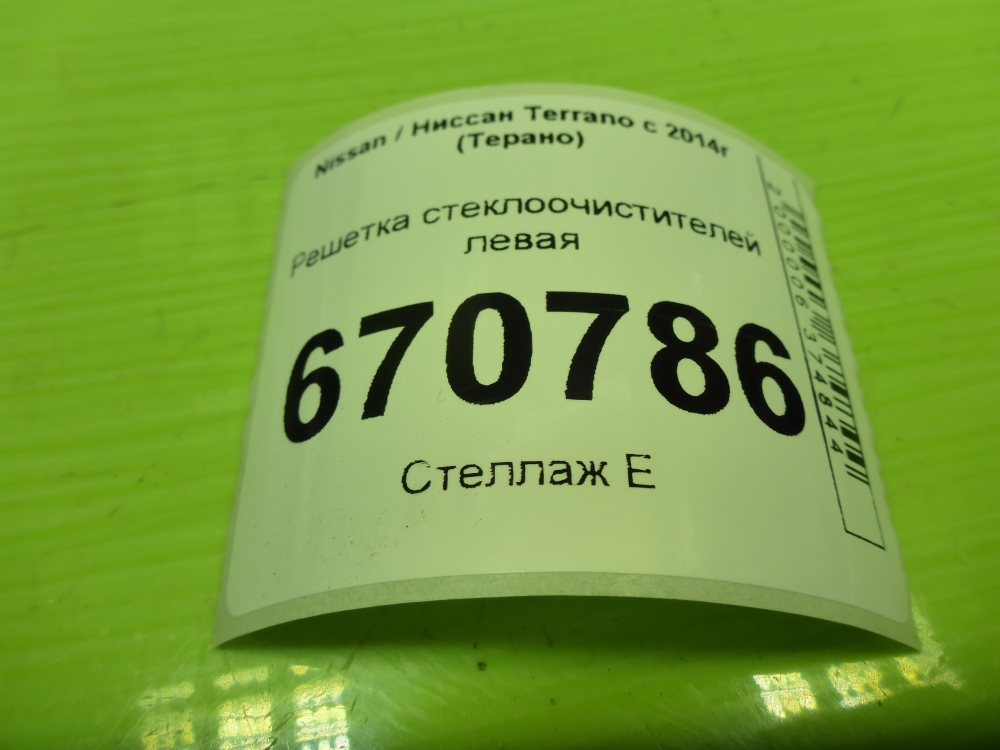 Nissan / Ниссан Terrano с 2014г
(Терано)
Решетка стеклоочистителей
левая
670786
Стеллаж Е
2000006374844